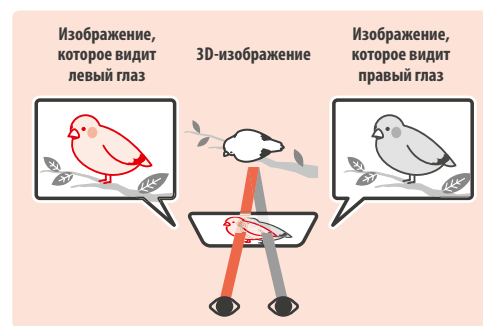 Изображение,
которое видит
левый глаз
3D-изображение
Изображение,
которое видит
правый глаз